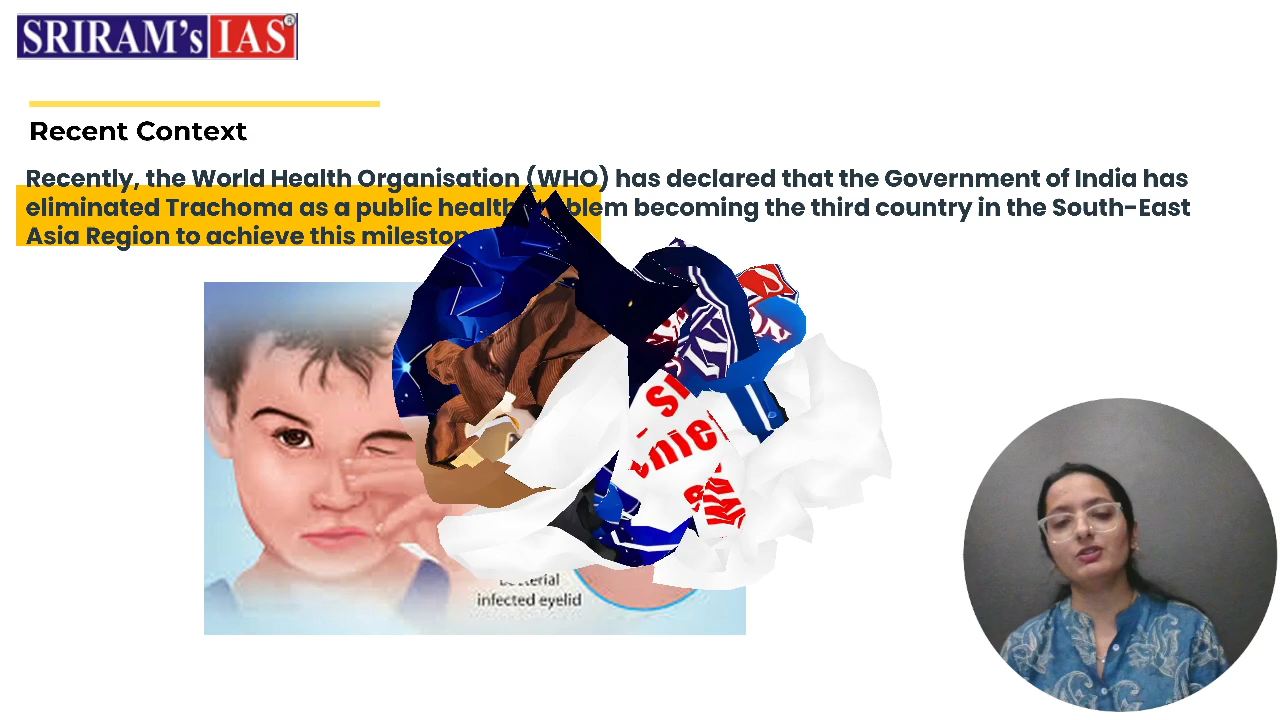 SRIRAM's IAS
Recent Context
Recently, the World Health Organisation (WHO) has declared that the Government of India has
eliminated Trachoma as a public health becoming the third country in the South-East
Asia Region to achieve this
infected eyelid